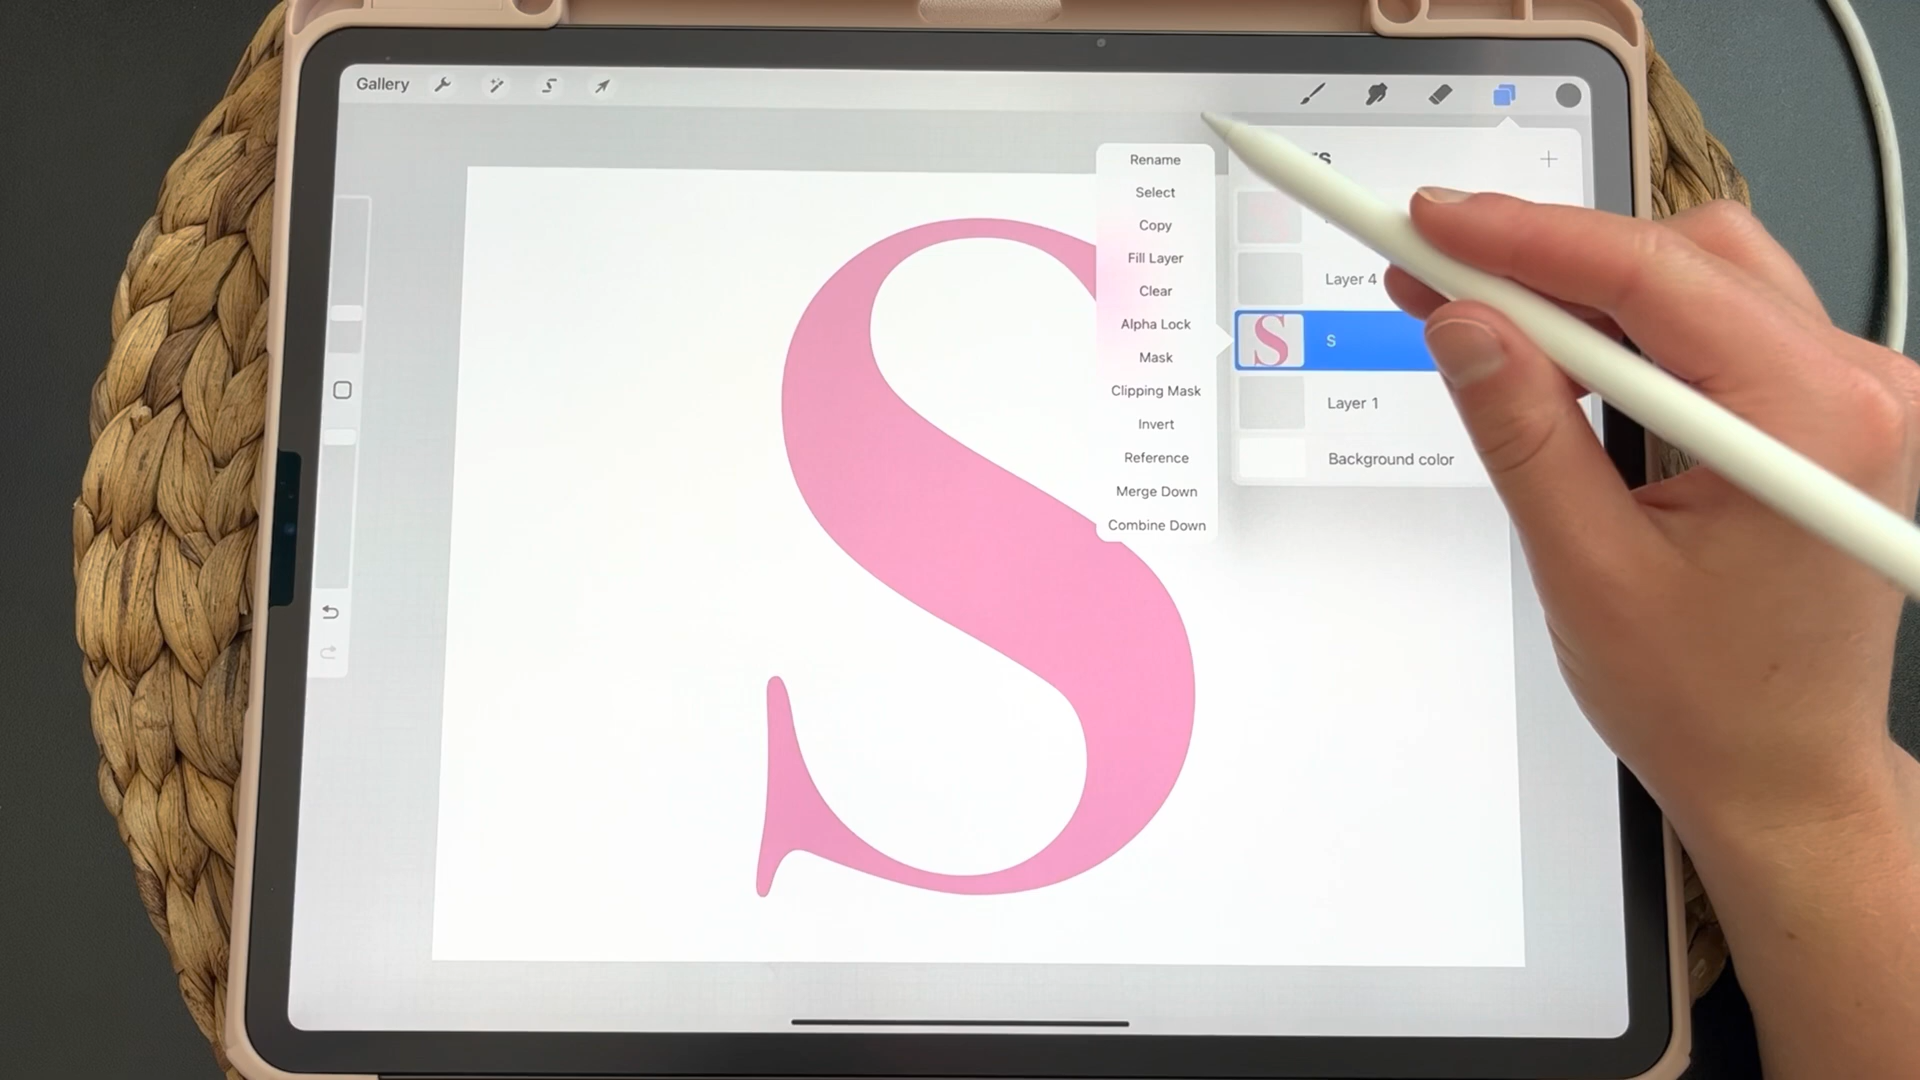 Gallery
Rename
Select
Copy
Fill Layer
Clear
Alpha Lock
Mask
Clipping Mask
Invert
Reference
Merge Down
Combine Down
Layer 4
S
Layer 1
Background color
S